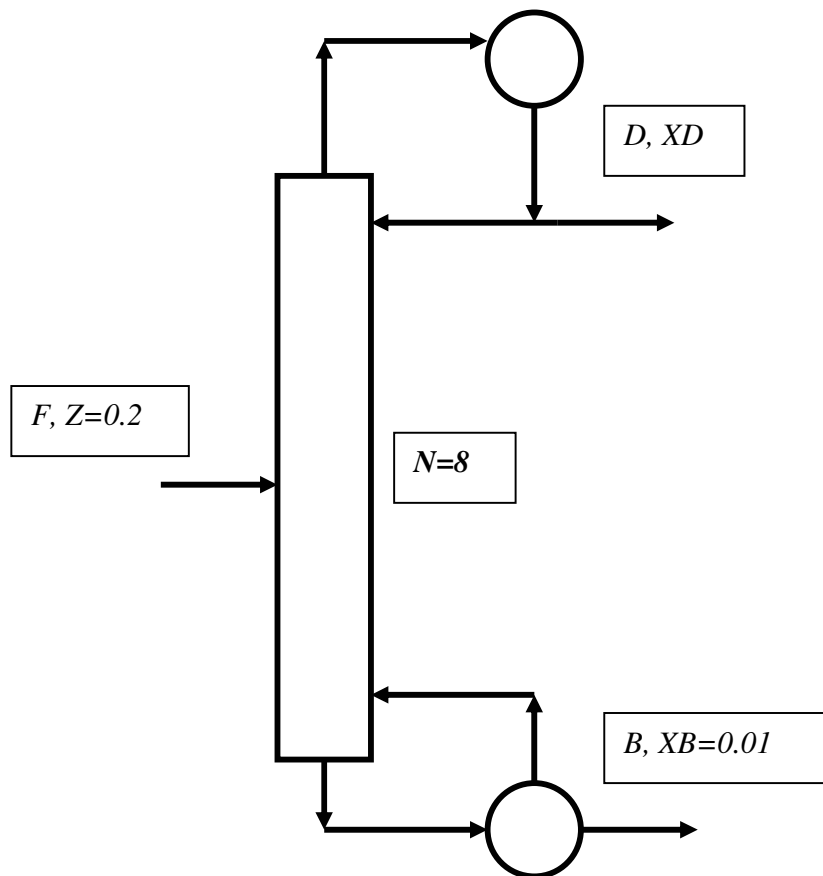 D, XD
F, Z=0.2
N=8
B, XB=0.01